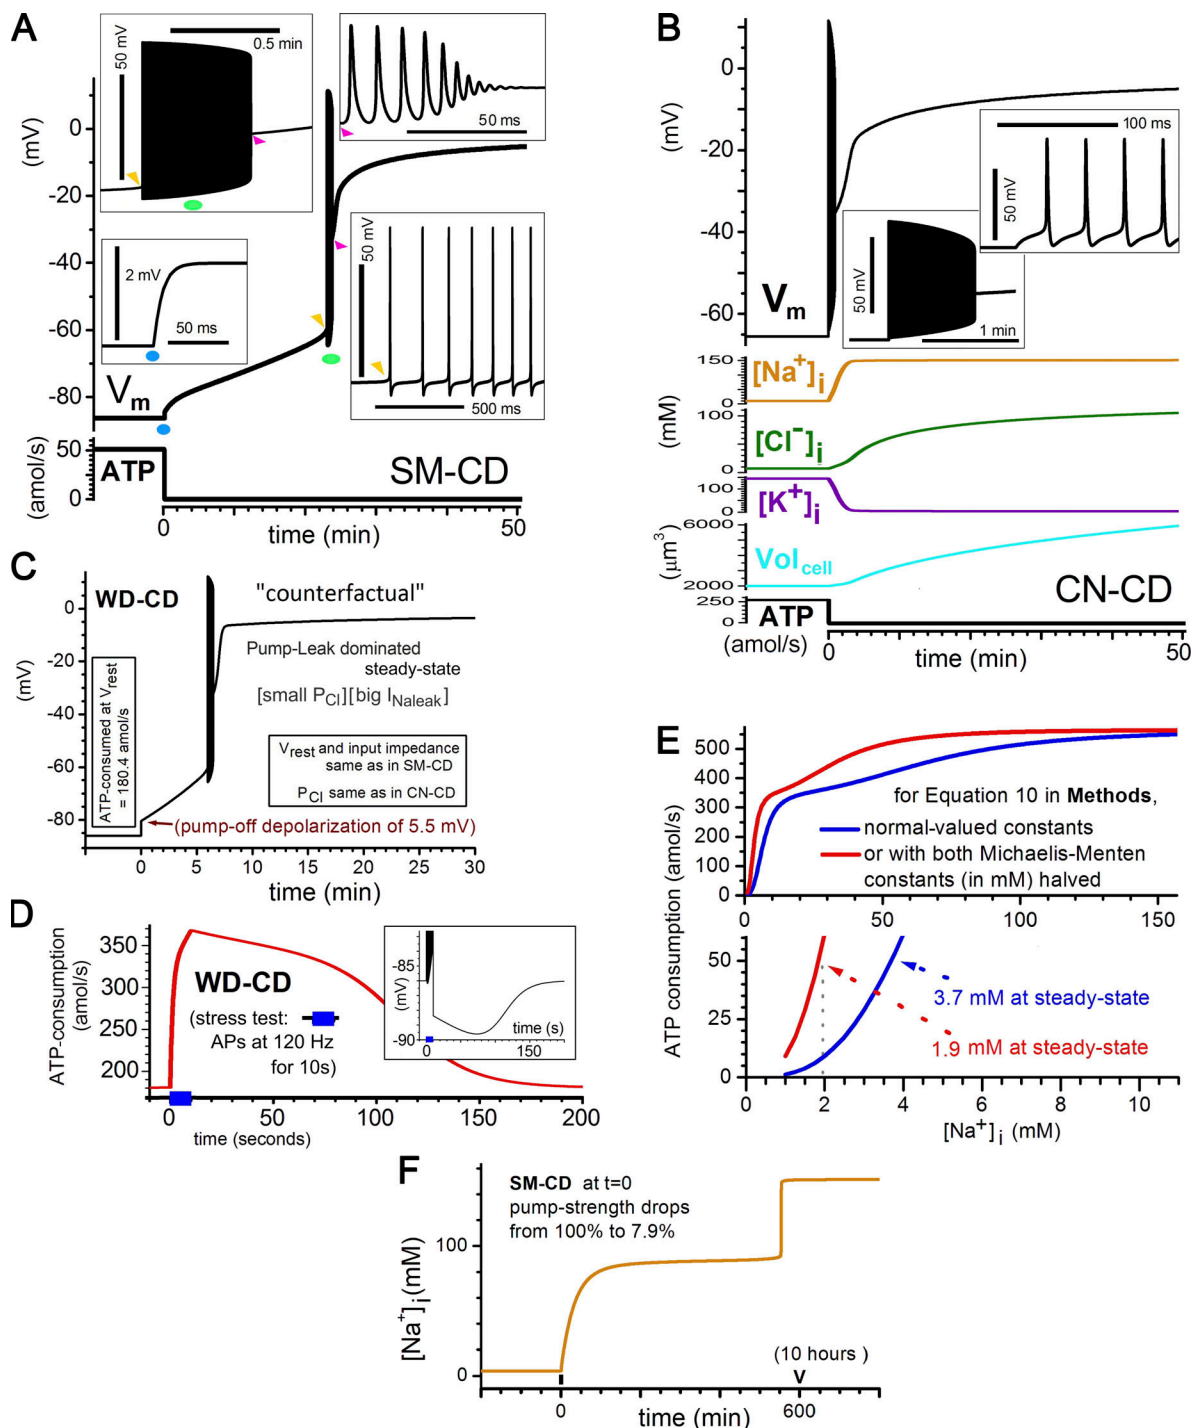 A
50 mV
0.5 min
50 ms
(mV)
0
-20
-40
-60
-80
2 mV
50 ms
50 mV
500 ms
Vm
(amol/s)
50
0
ATP
SM-CD
0
time (min)
50
B
(mV)
0
-20
-40
-60
100 ms
50 mV
50 mV
1 min
Vm
150
0
[Na+]i
(mM)
100
0
[Cl−]i
100
0
[K+]i
6000
2000
(μm3)
Volcell
CN-CD
250
0
ATP
(amol/s)
0
time (min)
50
C
WD-CD
"counterfactual"
(mV)
0
-20
-40
-60
-80
Pump-Leak dominated
steady-state
[small PCl][big INaleak]
ATP-consumed at Vrest
= 180.4 amol/s
Vrest and input impedance
same as in SM-CD
PCl same as in CN-CD
(pump-off depolarization of 5.5 mV)
0 5 10 15 20 25 30
time (min)
D
ATP-consumption
(amol/s)
350
300
250
200
180
WD-CD
(stress test:
APs at 120 Hz
for 10s)
(mV)
-85
-90
time (s)
0 150
0 50 100 150 200
time (seconds)
E
ATP consumption (amol/s)
500
400
300
200
100
0
for Equation 10 in Methods,
normal-valued constants
or with both Michaelis-Menten
constants (in mM) halved
0 50 100 150
50
25
0
3.7 mM at steady-state
1.9 mM at steady-state
0 2 4 6 8 10
[Na+]i (mM)
F
SM-CD at t=0
pump-strength drops
from 100% to 7.9%
[Na+]i(mM)
100
0
(10 hours )
V
0 600
time (min)